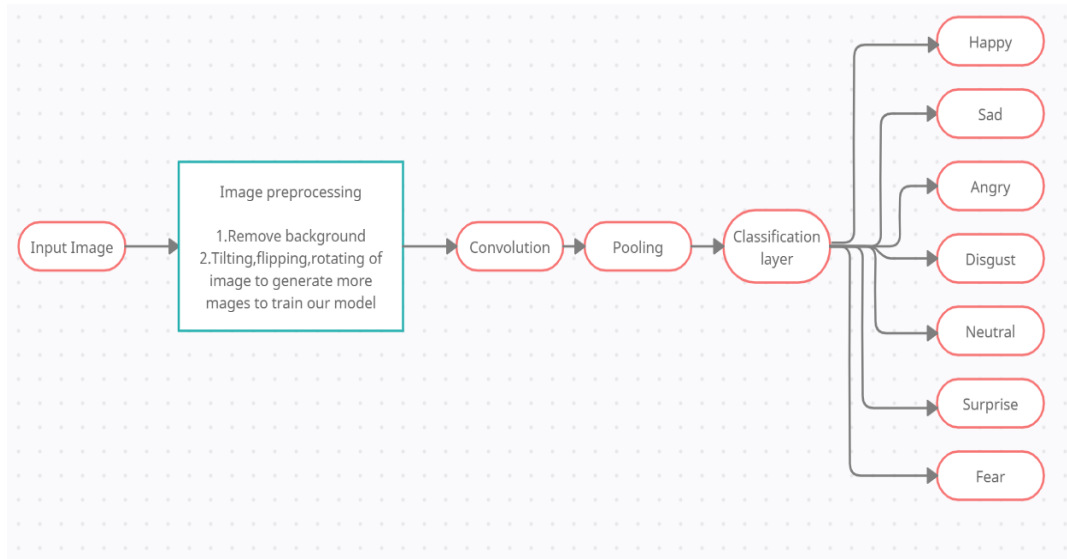 Input Image
Image preprocessing
1.Remove background
2.Tilting,flipping,rotating of
image to generate more
mages to train our model
Convolution
Pooling
Classification
layer
Happy
Sad
Angry
Disgust
Neutral
Surprise
Fear